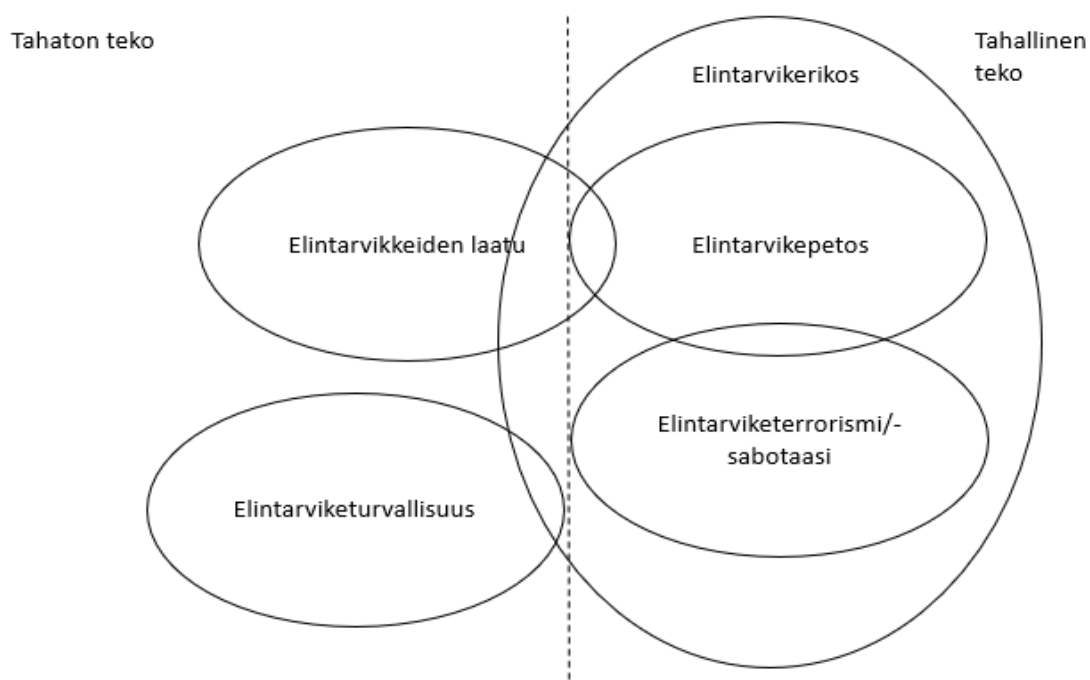 Tahaton teko
Tahallinen
teko
Elintarvikerikos
Elintarvikkeiden laatu
Elintarvikepetos
Elintarviketerrorismi/-
sabotaasi
Elintarviketurvallisuus